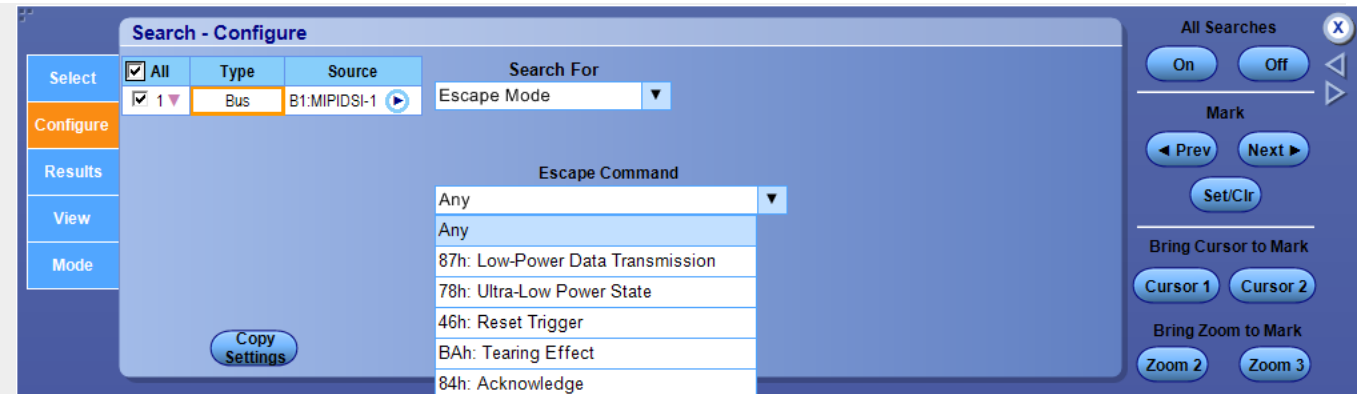 Search - Configure
Select
Configure
Results
View
Mode
All Type Source
1 Bus B1:MIPIDSI-1
Search For
Escape Mode
Escape Command
Any
Any
87h: Low-Power Data Transmission
78h: Ultra-Low Power State
46h: Reset Trigger
BAh: Tearing Effect
84h: Acknowledge
Copy
Settings
All Searches
X
On Off
Mark
◄ Prev Next ►
Set/Clr
Bring Cursor to Mark
Cursor 1 Cursor 2
Bring Zoom to Mark
Zoom 2 Zoom 3